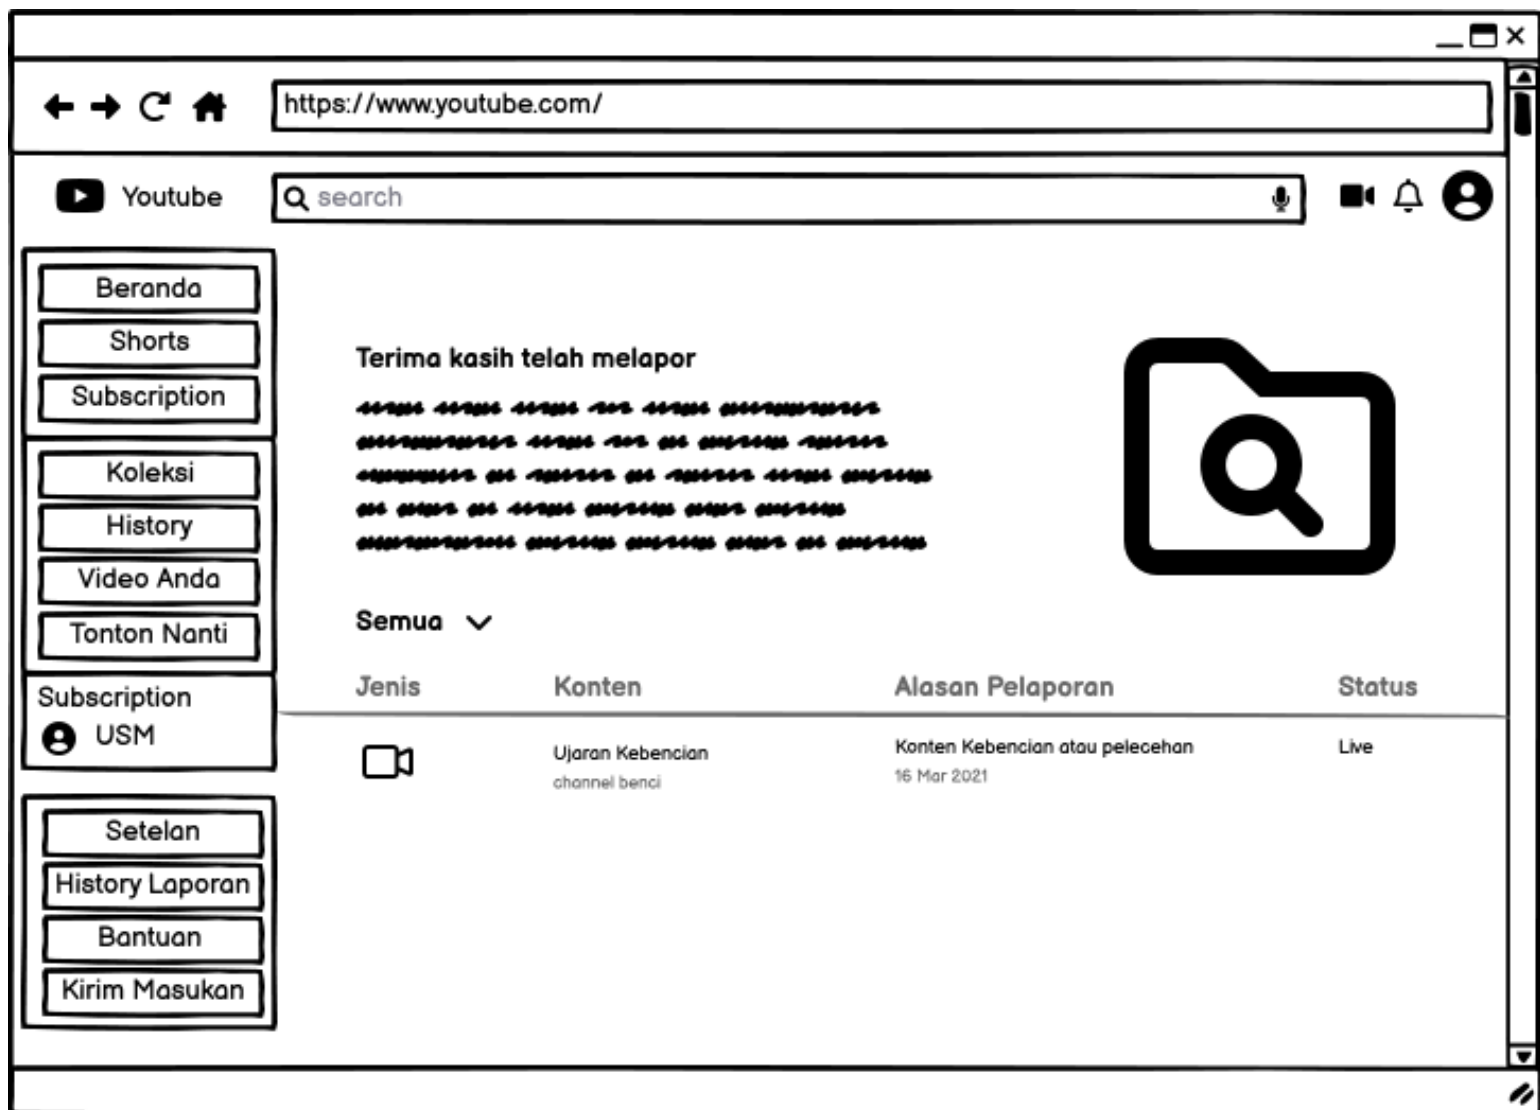 https://www.youtube.com/
Youtube
search
Beranda
Shorts
Subscription
Koleksi
History
Video Anda
Tonton Nanti
Subscription
USM
Setelan
History Laporan
Bantuan
Kirim Masukan
Terima kasih telah melapor
Semua
Jenis Konten Alasan Pelaporan Status
Ujaran Kebencian Konten Kebencian atau pelecehan Live
channel benci 16 Mar 2021